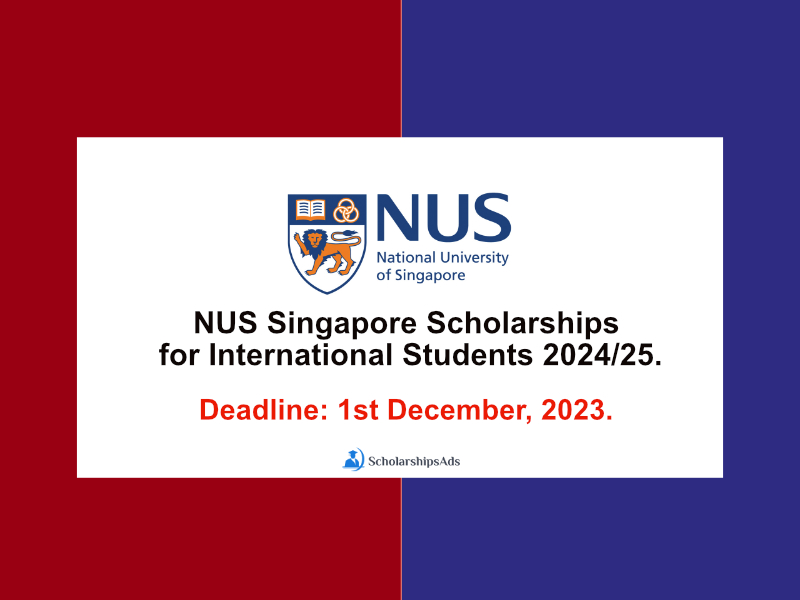 NUS
National University
of Singapore
NUS Singapore Scholarships
for International Students 2024/25.
Deadline: 1st December, 2023.
ScholarshipsAds